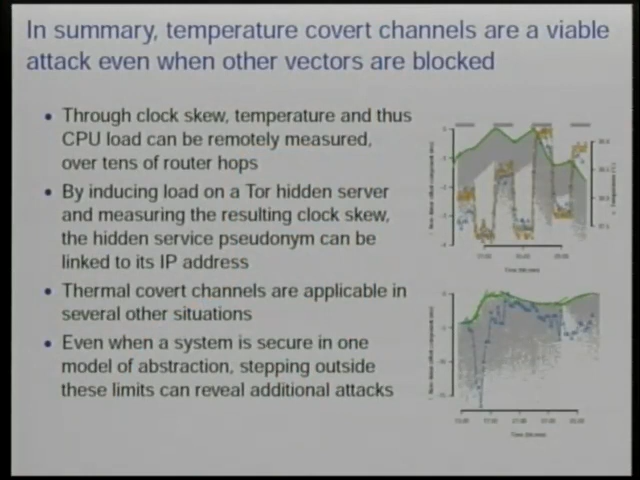 In summary, temperature covert channels are a viable
attack even when other vectors are blocked
• Through clock skew, temperature and thus
CPU load can be remotely measured,
over tens of router hops
• By inducing load on a Tor hidden server
and measuring the resulting clock skew,
the hidden service pseudonym can be
linked to its IP address
• Thermal covert channels are applicable in
several other situations
• Even when a system is secure in one
model of abstraction, stepping outside
these limits can reveal additional attacks